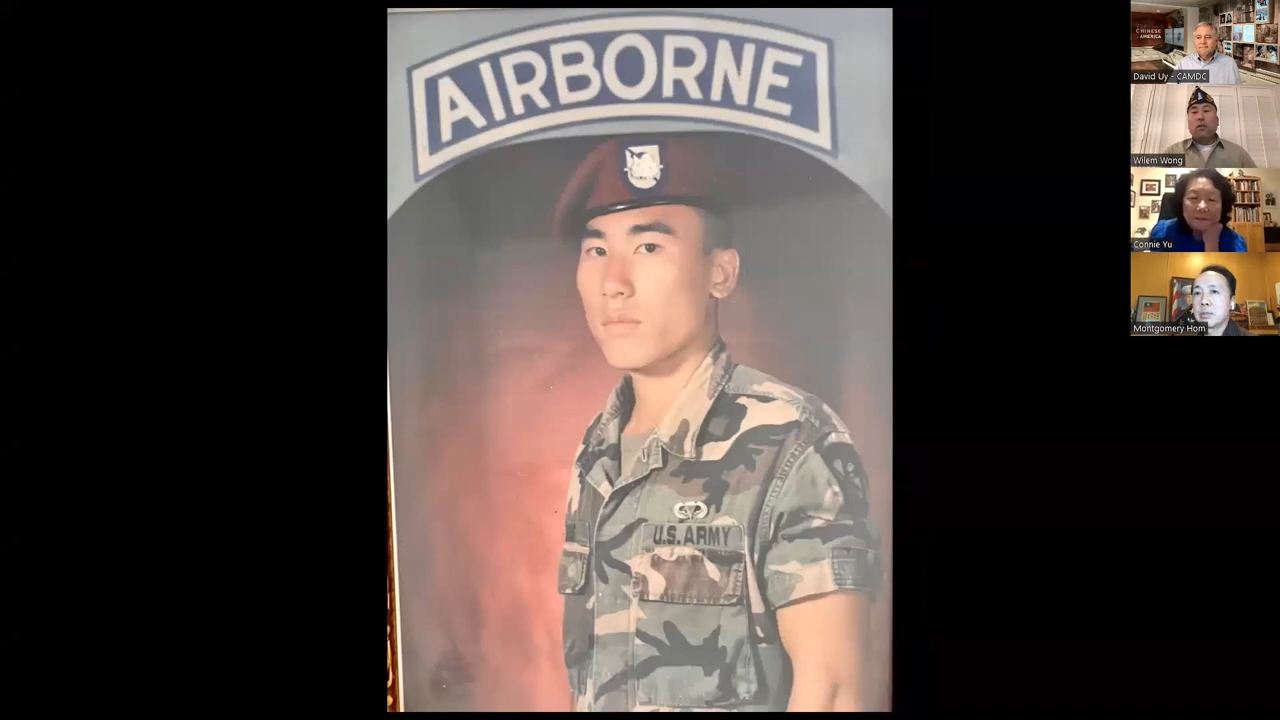 AIRBORNE
U.S. ARMY
CHINESE
AMERICA
David Uy - CAMDC
Wilem Wong
Connie Yu
Montgomery Hom